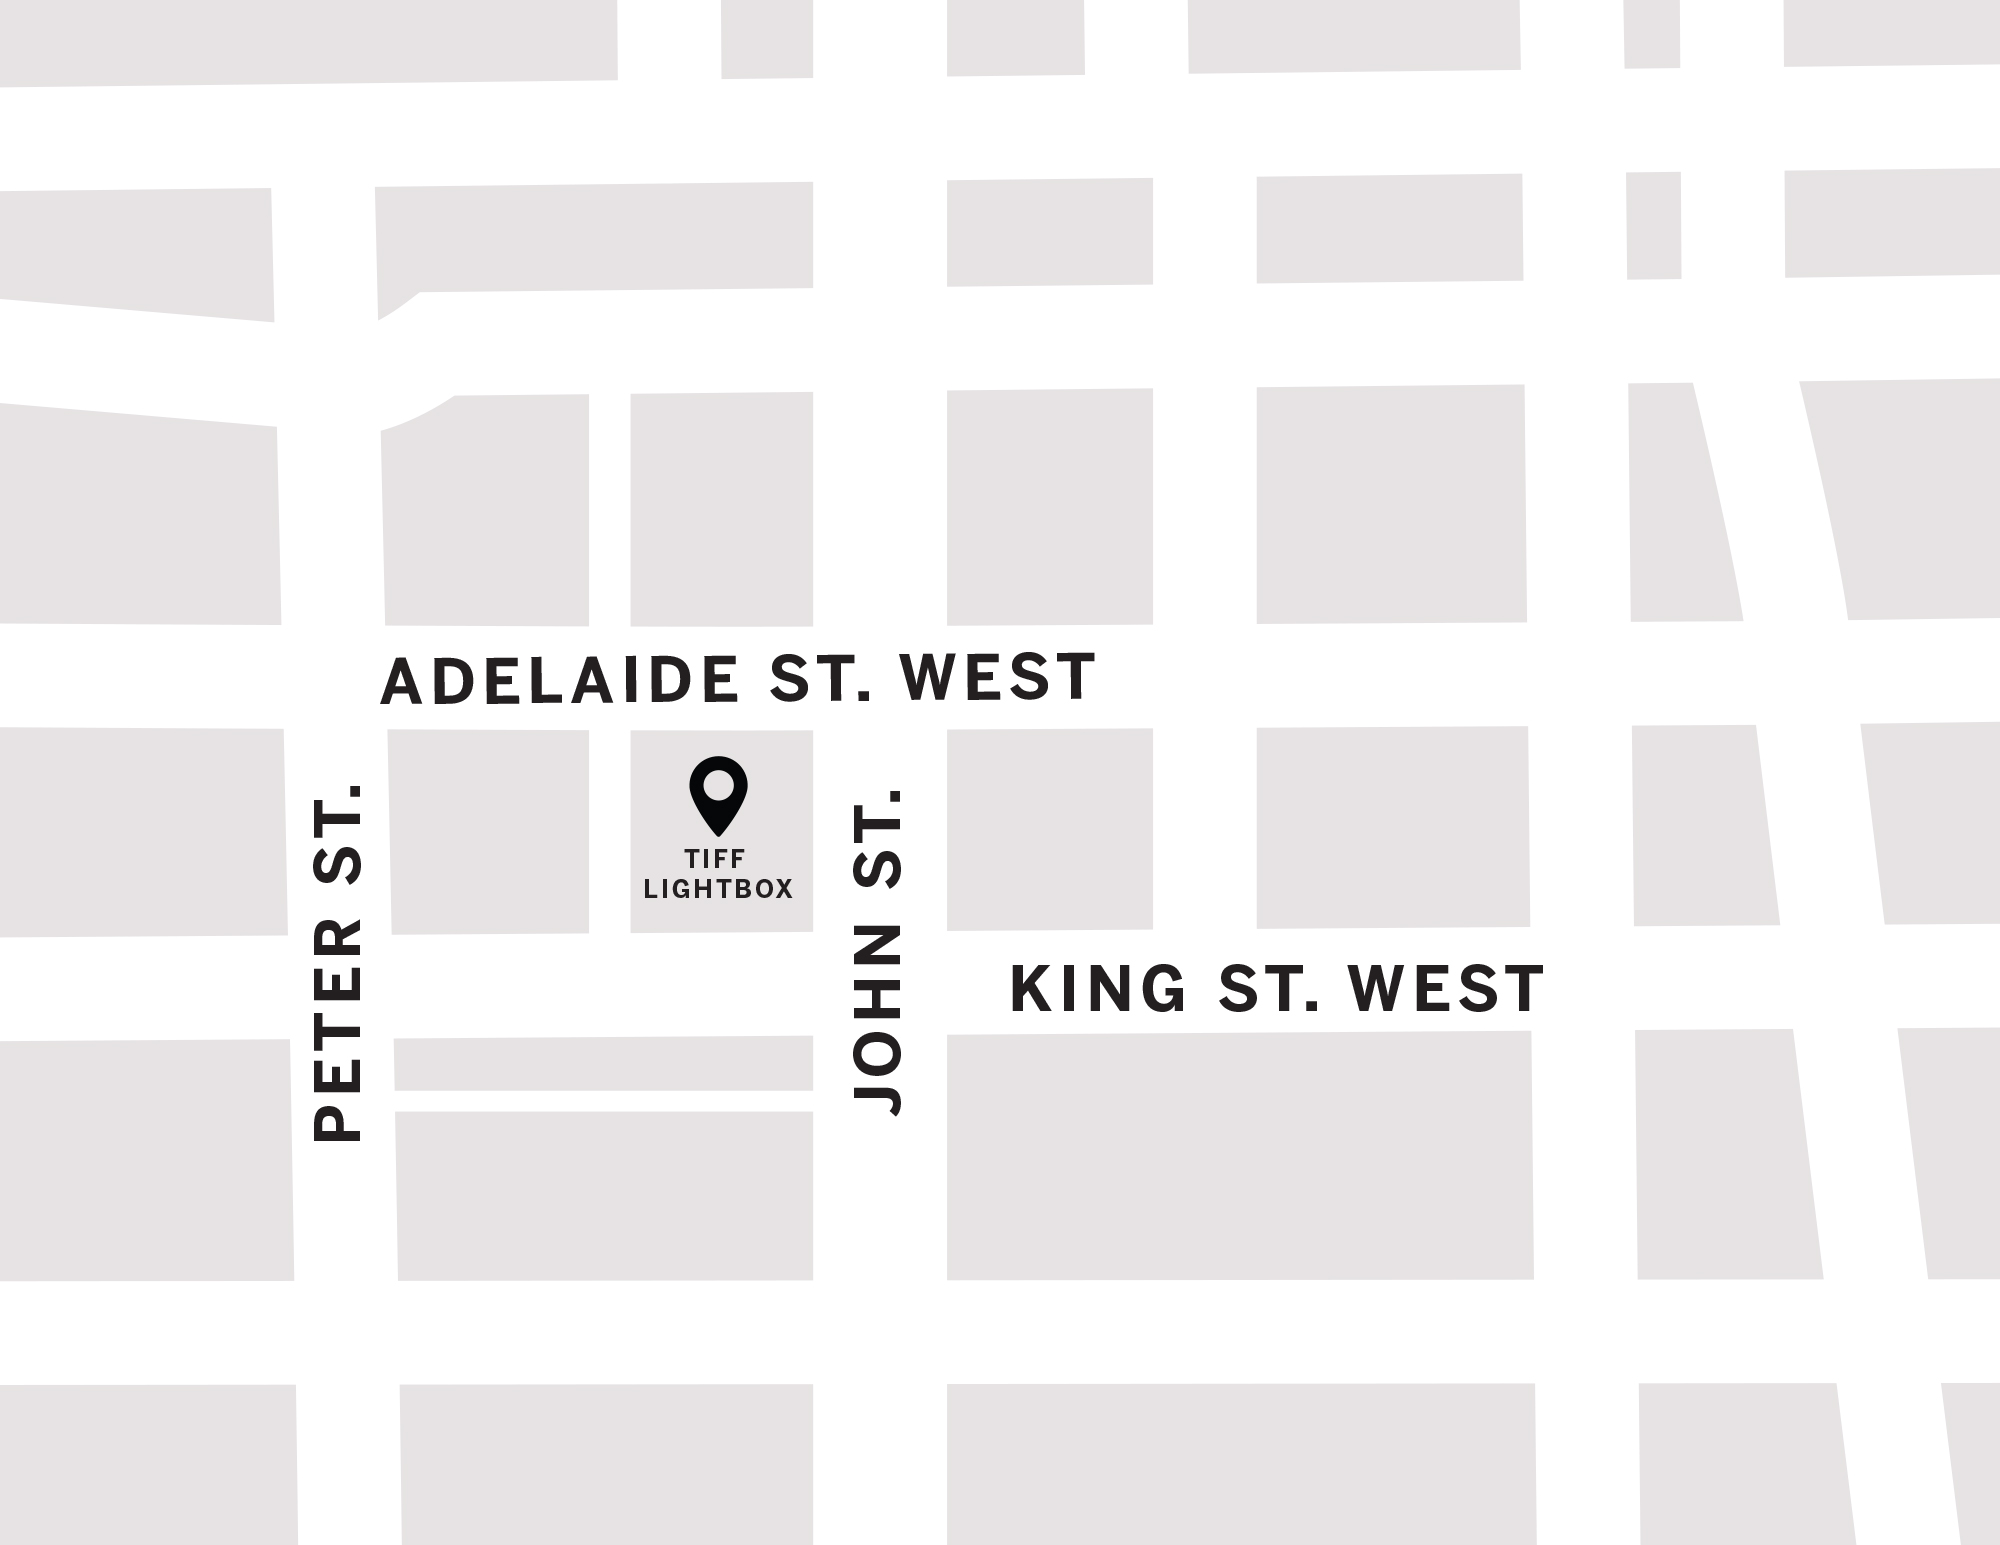 ADELAIDE ST. WEST
PETER ST.
TIFF
LIGHTBOX
JOHN ST.
KING ST. WEST